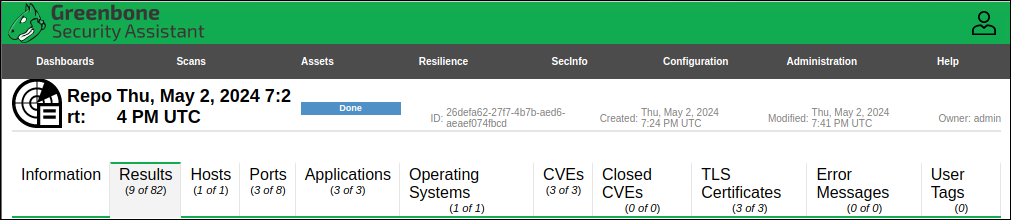 Greenbone
Security Assistant
Dashboards Scans Assets Resilience SecInfo Configuration Administration Help
Repo Thu, May 2, 2024 7:2
rt: 4 PM UTC
Done
ID: 26defa62-27f7-4b7b-aed6-
aeaef074fbcd
Created: Thu, May 2, 2024
7:24 PM UTC
Modified: Thu, May 2, 2024
7:41 PM UTC
Owner: admin
Information
Results
(9 of 82)
Hosts
(1 of 1)
Ports
(3 of 8)
Applications
(3 of 3)
Operating
Systems
(1 of 1)
CVEs
(3 of 3)
Closed
CVEs
(0 of 0)
TLS
Certificates
(3 of 3)
Error
Messages
(0 of 0)
User
Tags
(0)